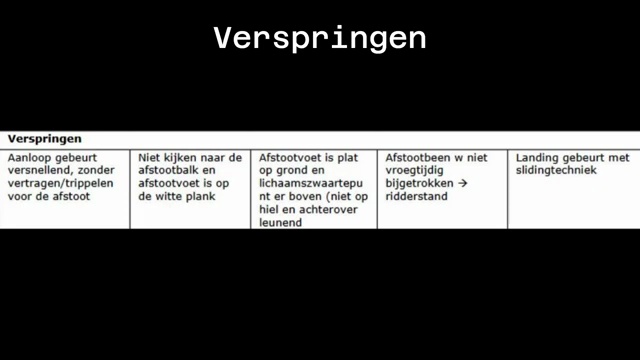 Verspringen
Verspringen
Aanloop gebeurt
versnellend, zonder
vertragen/trippelen
voor de afstoot
Niet kijken naar de
afstootbalk en
afstootvoet is op
de witte plank
Afstootvoet is plat
op grond en
lichaamszwaartepu
nt er boven (niet op
hiel en achterover
leunend
Afstootbeen w niet
vroegtijdig
bijgetrokken →
ridderstand
Landing gebeurt met
slidingtechniek